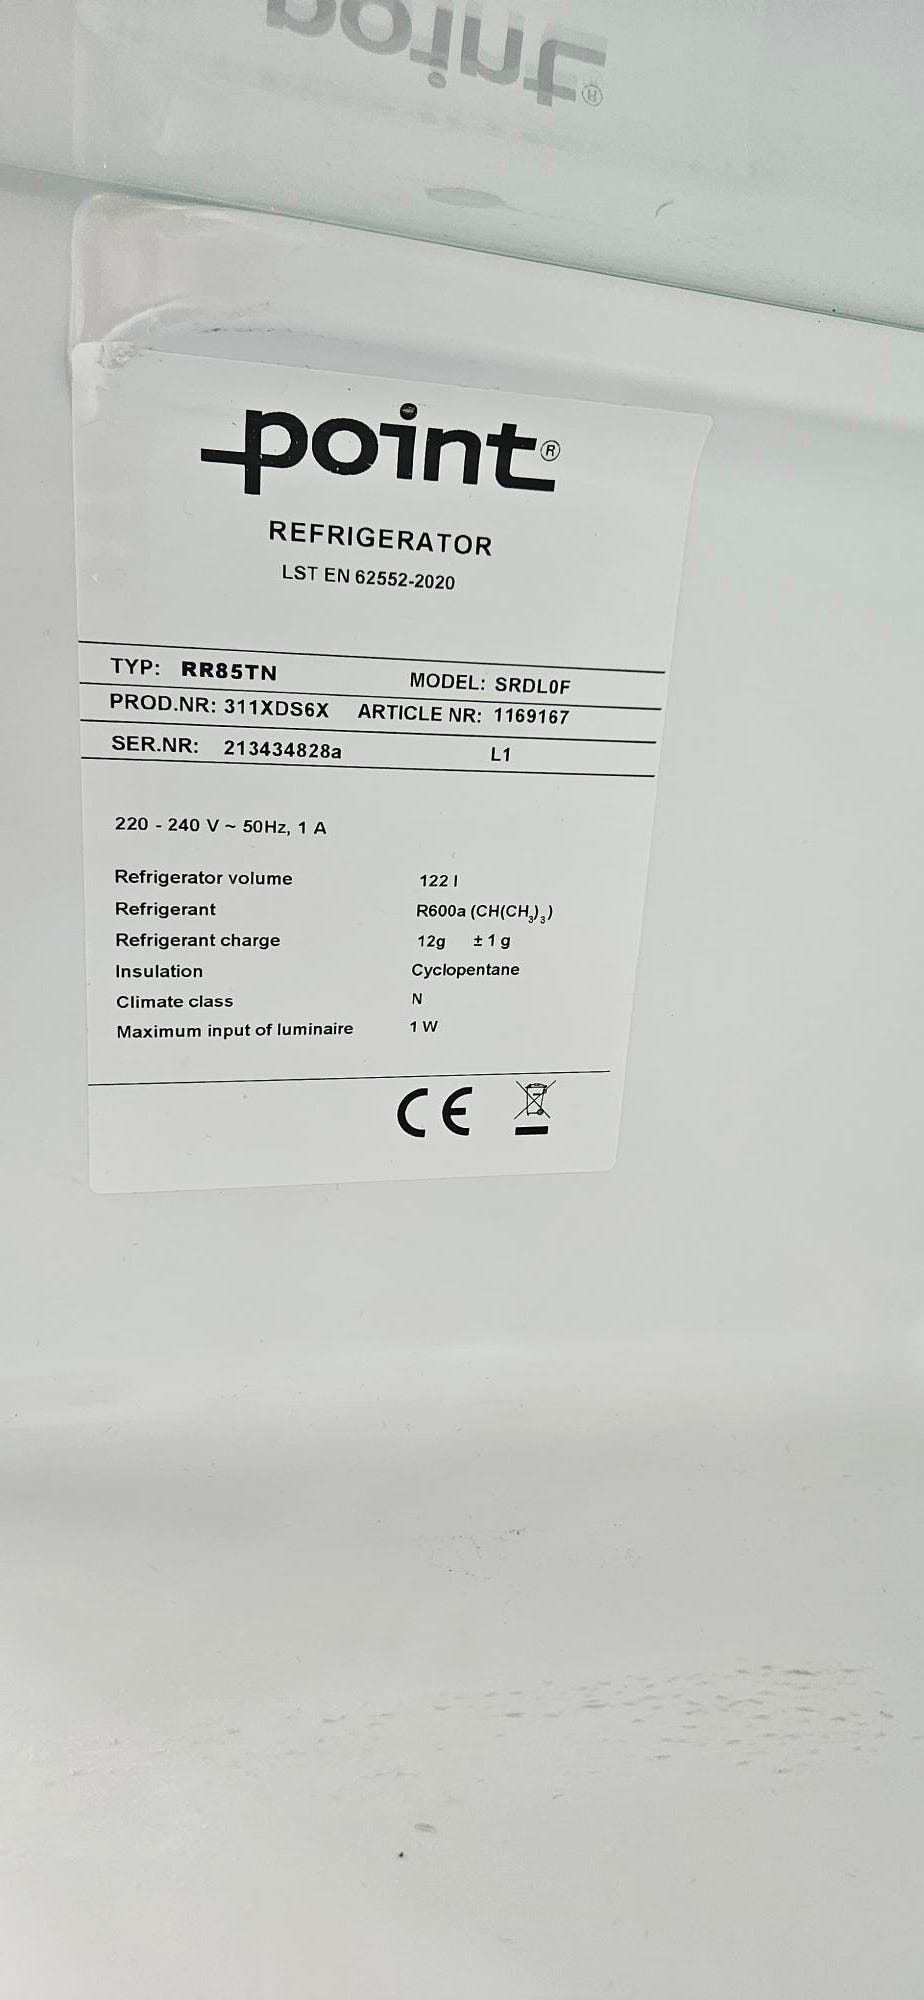 point®
point®
REFRIGERATOR
LST EN 62552-2020
TYP: RR85TN MODEL: SRDL0F
PROD.NR: 311XDS6X ARTICLE NR: 1169167
SER.NR: 213434828a L1
220 - 240 V ~ 50Hz, 1 A
Refrigerator volume 122 l
Refrigerant R600a (CH(CH₃)₃)
Refrigerant charge 12g ± 1 g
Insulation Cyclopentane
Climate class N
Maximum input of luminaire 1 W
CE